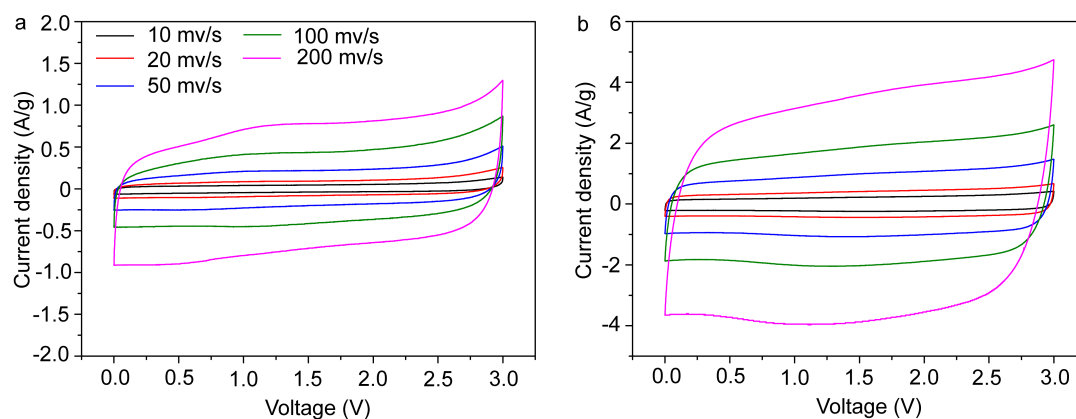 a
2.0
1.5
1.0
0.5
0
-0.5
-1.0
-1.5
-2.0
Current density (A/g)
10 mv/s
20 mv/s
50 mv/s
100 mv/s
200 mv/s
0.0 0.5 1.0 1.5 2.0 2.5 3.0
Voltage (V)
b
6
4
2
0
-2
-4
Current density (A/g)
0.0 0.5 1.0 1.5 2.0 2.5 3.0
Voltage (V)